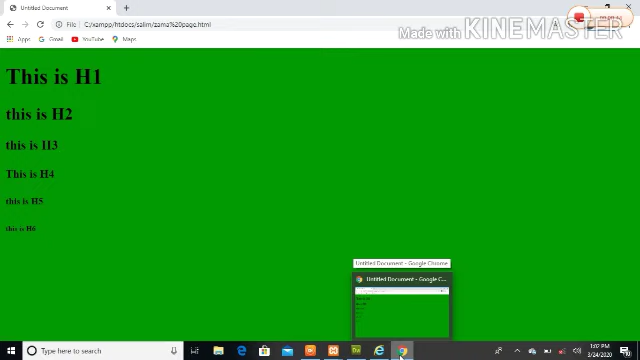 Untitled Document
File | C:/xampp/htdocs/salim/zama%20page.html
Made with KINEMASTER
Apps Gmail YouTube Maps
This is H1
this is H2
this is H3
This is H4
this is H5
this is H6
Untitled Document - Google Chrome
Untitled Document - Google C...
Type here to search
1:02 PM
3/24/2020